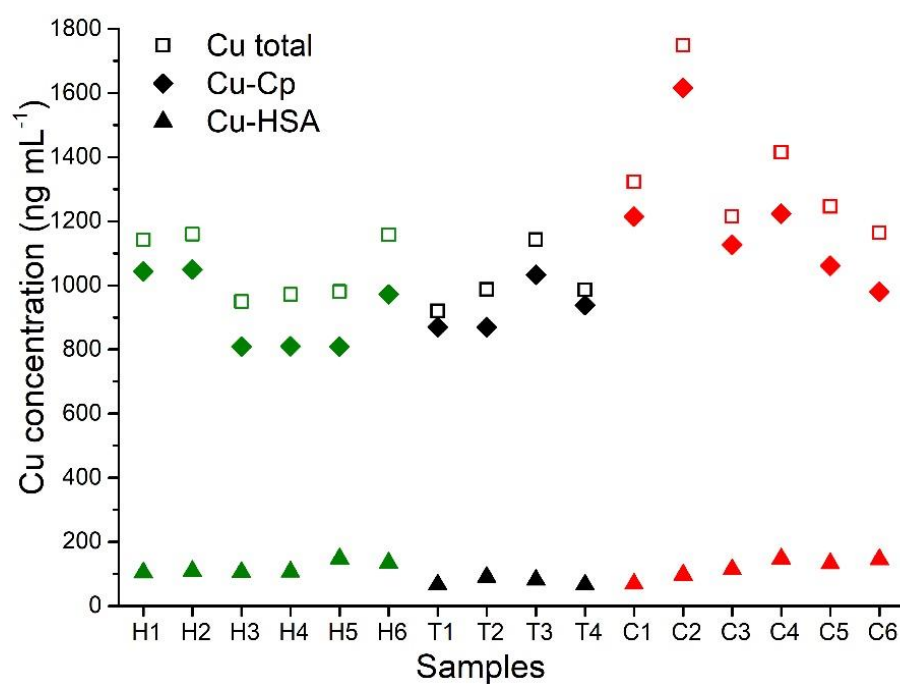 1800
1600
1400
1200
1000
800
600
400
200
0
Cu concentration (ng mL⁻¹)
Cu total
Cu-Cp
Cu-HSA
H1 H2 H3 H4 H5 H6 T1 T2 T3 T4 C1 C2 C3 C4 C5 C6
Samples